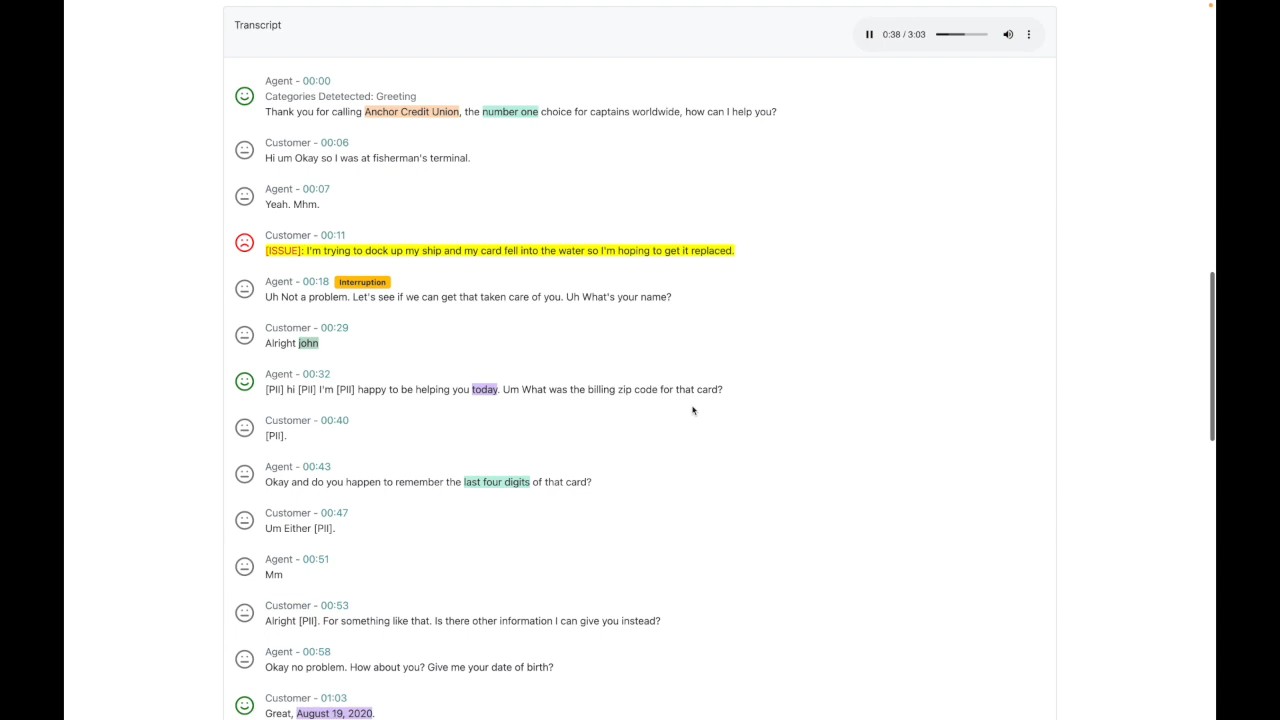 Transcript
0:38 / 3:03
Agent - 00:00
Categories Detetected: Greeting
Thank you for calling Anchor Credit Union, the number one choice for captains worldwide, how can I help you?
Customer - 00:06
Hi um Okay so I was at fisherman's terminal.
Agent - 00:07
Yeah. Mhm.
Customer - 00:11
[ISSUE]: I'm trying to dock up my ship and my card fell into the water so I'm hoping to get it replaced.
Agent - 00:18 Interruption
Uh Not a problem. Let's see if we can get that taken care of you. Uh What's your name?
Customer - 00:29
Alright john
Agent - 00:32
[PII] hi [PII] I'm [PII] happy to be helping you today. Um What was the billing zip code for that card?
Customer - 00:40
[PII].
Agent - 00:43
Okay and do you happen to remember the last four digits of that card?
Customer - 00:47
Um Either [PII].
Agent - 00:51
Mm
Customer - 00:53
Alright [PII]. For something like that. Is there other information I can give you instead?
Agent - 00:58
Okay no problem. How about you? Give me your date of birth?
Customer - 01:03
Great, August 19, 2020.